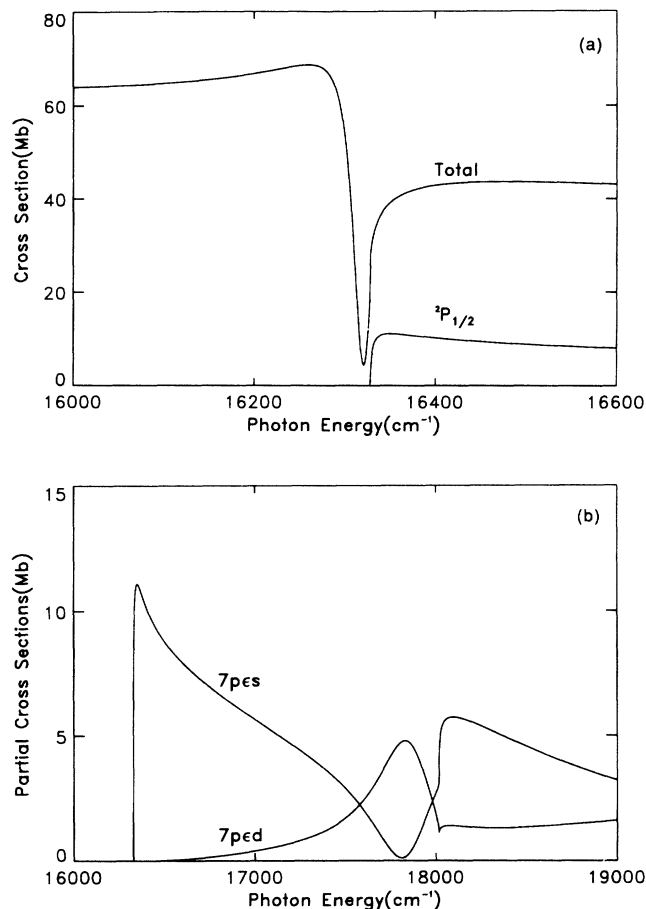 80
(a)
60
Cross Section(Mb)
Total
40
20
²P₁/₂
0
16000
16200
16400
16600
Photon Energy(cm⁻¹)
15
(b)
Partial Cross Sections(Mb)
10
7pϵs
5
7pϵd
0
16000
17000
18000
19000
Photon Energy(cm⁻¹)